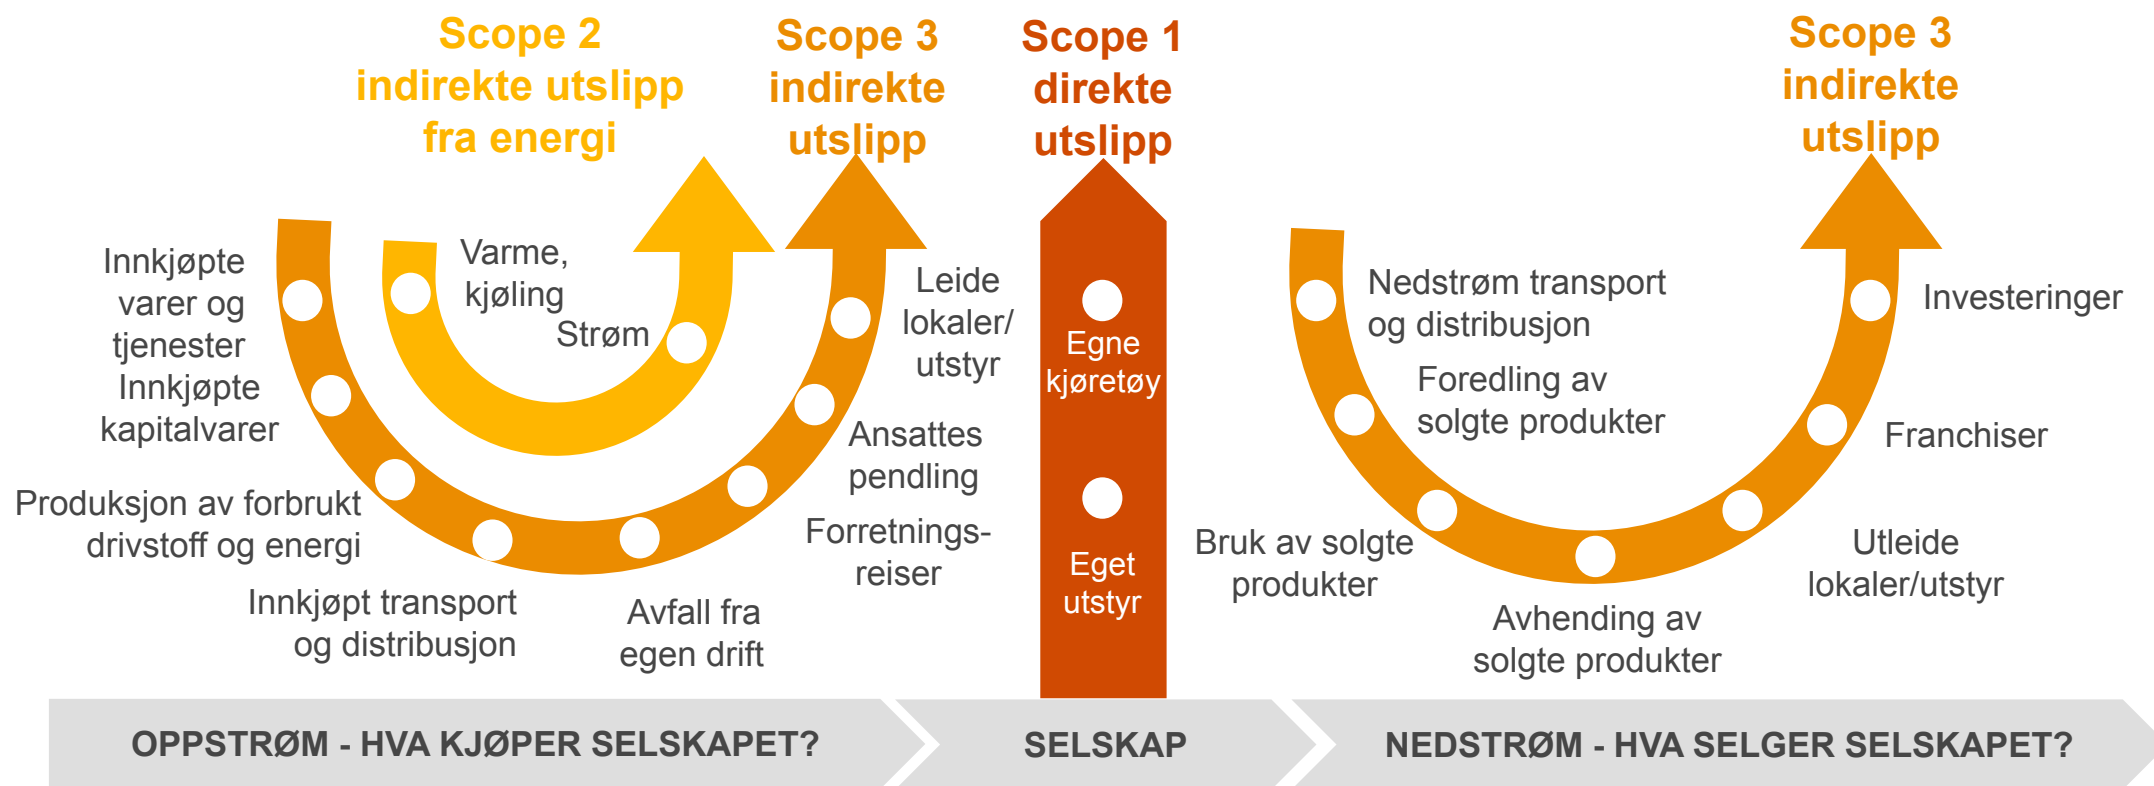 Scope 2
indirekte utslipp
fra energi
Scope 3
indirekte
utslipp
Scope 1
direkte
utslipp
Scope 3
indirekte
utslipp
Innkjøpte
varer og
tjenester
Innkjøpte
kapitalvarer
Produksjon av forbrukt
drivstoff og energi
Innkjøpt transport
og distribusjon
Avfall fra
egen drift
Forretnings-
reiser
Ansattes
pendling
Leide
lokaler/
utstyr
Varme,
kjøling
Strøm
Egne
kjøretøy
Eget
utstyr
Nedstrøm transport
og distribusjon
Foredling av
solgte produkter
Bruk av solgte
produkter
Avhending av
solgte produkter
Utleide
lokaler/utstyr
Franchiser
Investeringer
OPPSTRØM - HVA KJØPER SELSKAPET?
SELSKAP
NEDSTRØM - HVA SELGER SELSKAPET?